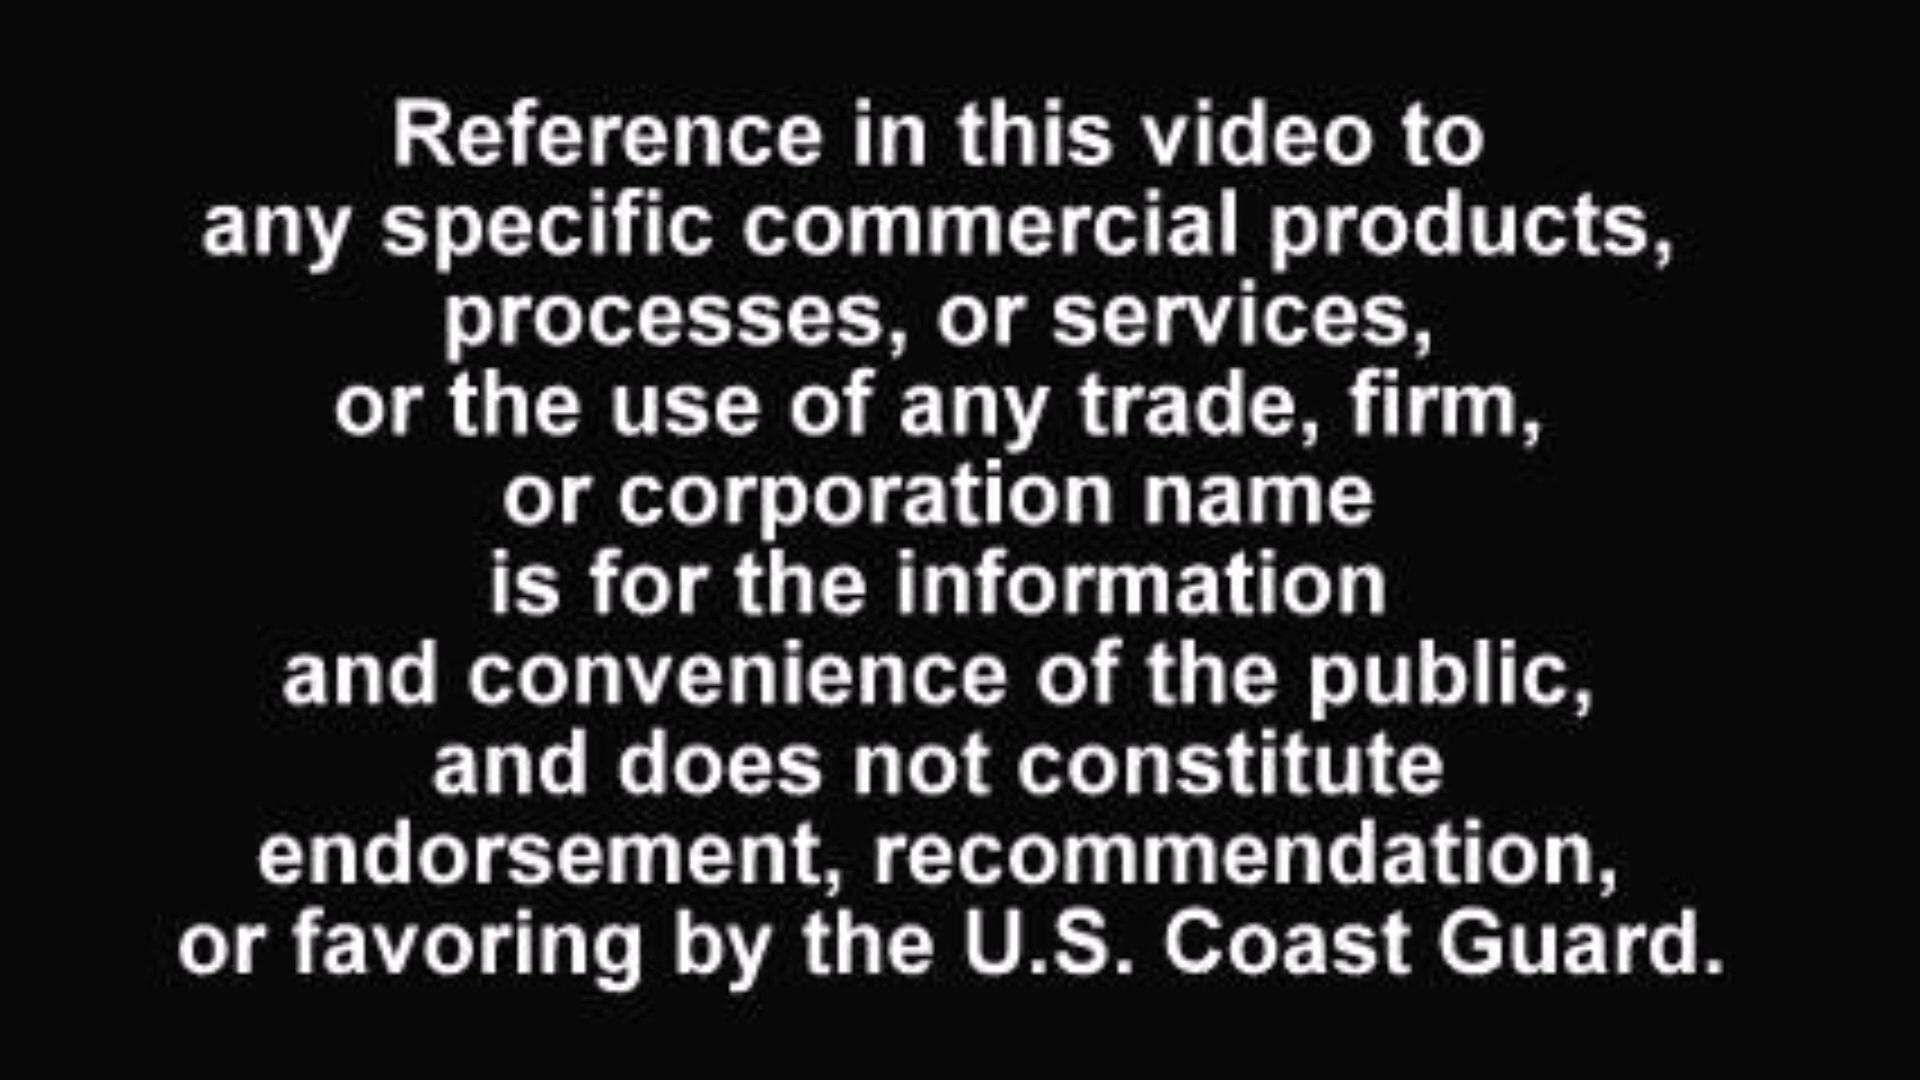 Reference in this video to
any specific commercial products,
processes, or services,
or the use of any trade, firm,
or corporation name
is for the information
and convenience of the public,
and does not constitute
endorsement, recommendation,
or favoring by the U.S. Coast Guard.